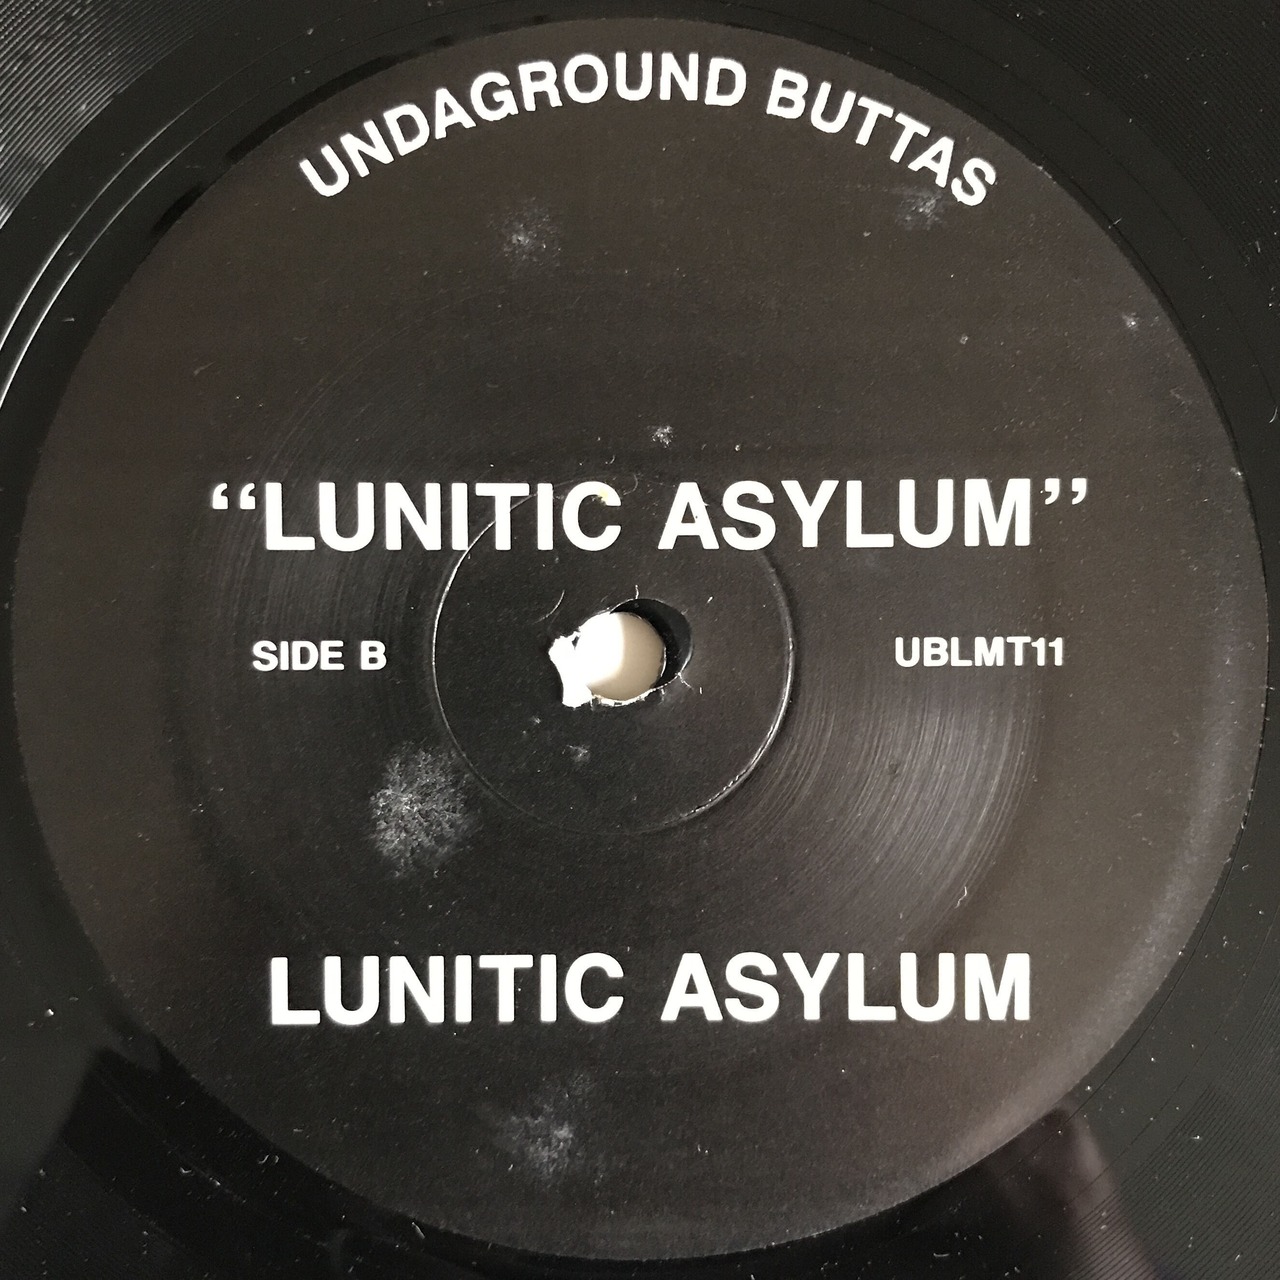 UNDAGROUND BUTTAS
“LUNITIC ASYLUM”
SIDE B
UBLMT11
LUNITIC ASYLUM